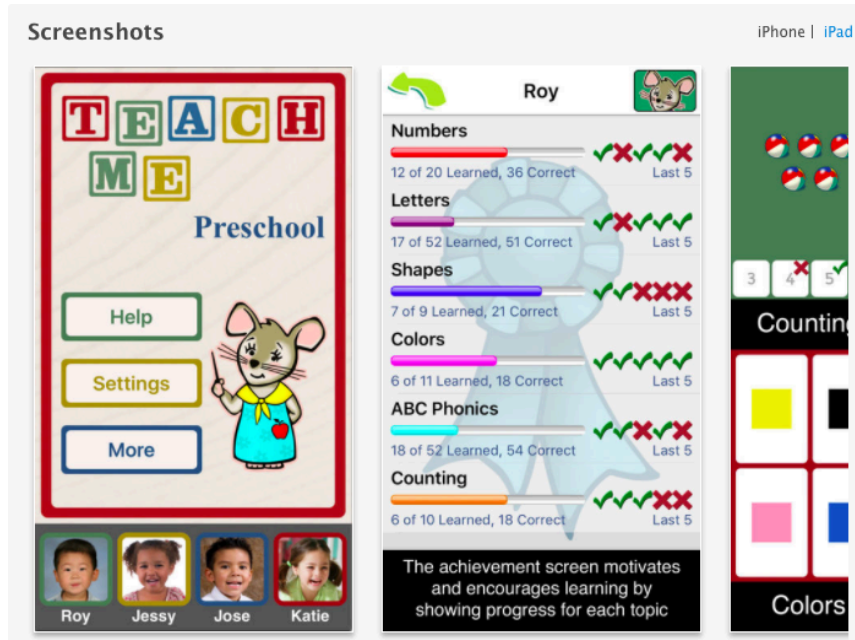 Screenshots
iPhone | iPad
TEACH
ME
Preschool
Help
Settings
More
Roy
Jessy
Jose
Katie
Roy
Numbers
12 of 20 Learned, 36 Correct
Last 5
Letters
17 of 52 Learned, 51 Correct
Last 5
Shapes
7 of 9 Learned, 21 Correct
Last 5
Colors
6 of 11 Learned, 18 Correct
Last 5
ABC Phonics
18 of 52 Learned, 54 Correct
Last 5
Counting
6 of 10 Learned, 18 Correct
Last 5
The achievement screen motivates
and encourages learning by
showing progress for each topic
3 4 5
Counting
Colors